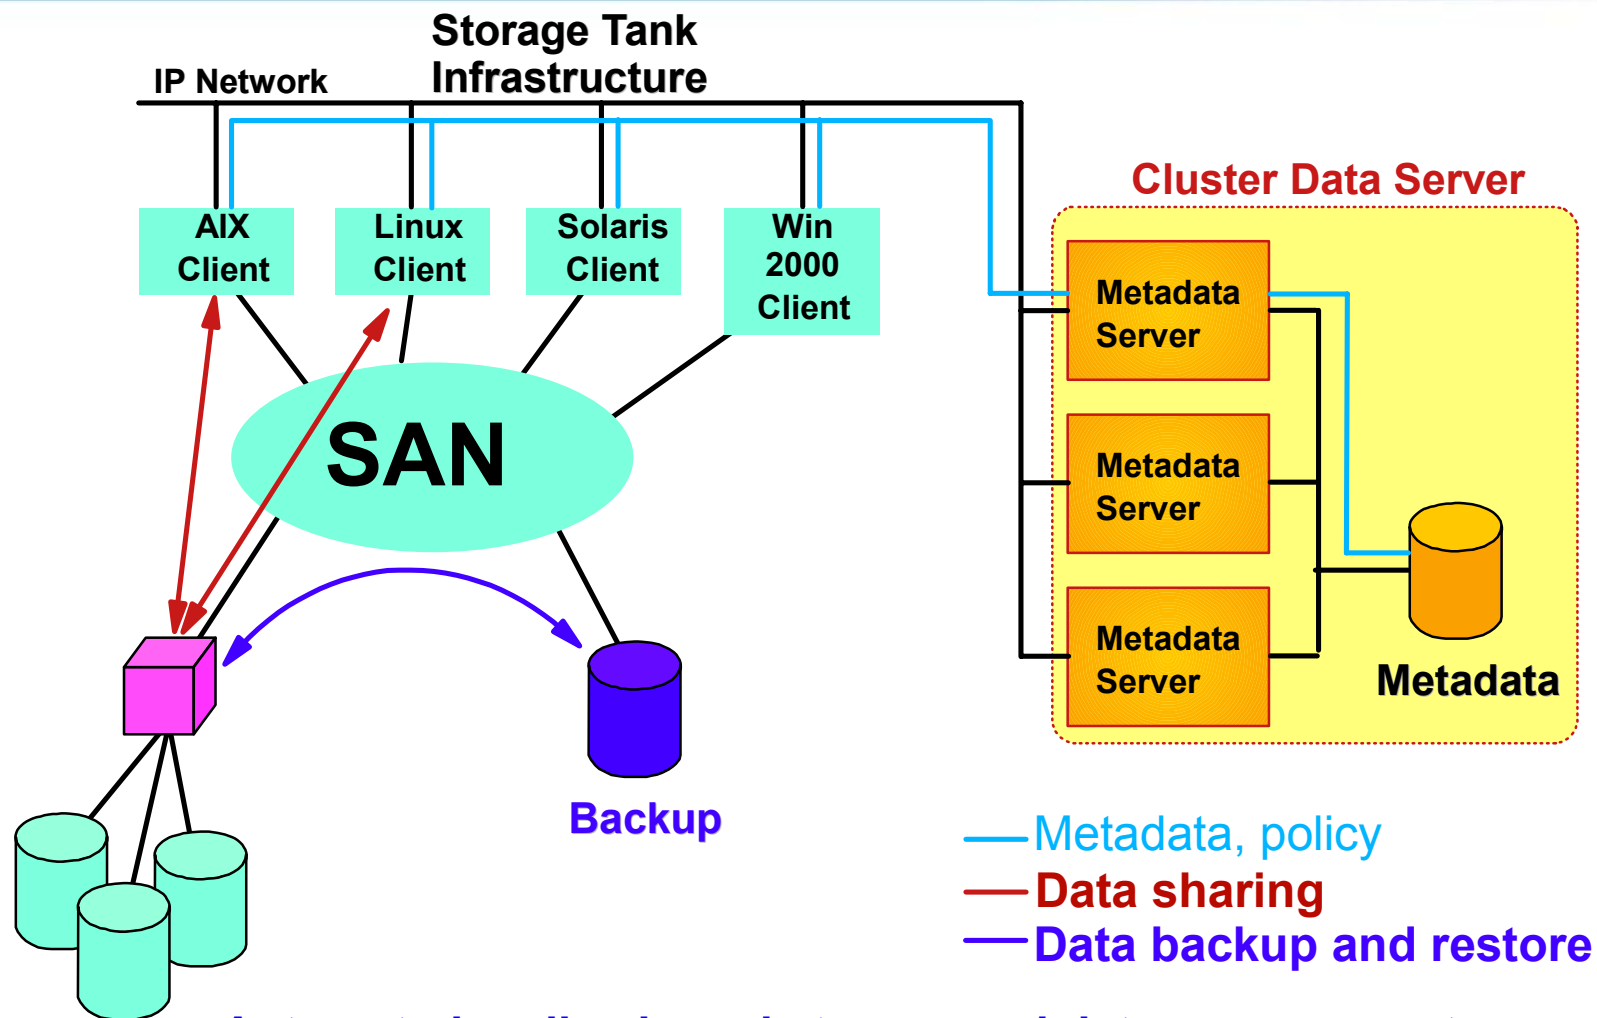 Storage Tank
Infrastructure
IP Network
AIX
Client
Linux
Client
Solaris
Client
Win
2000
Client
SAN
Backup
Cluster Data Server
Metadata
Server
Metadata
Server
Metadata
Server
Metadata
Metadata, policy
Data sharing
Data backup and restore